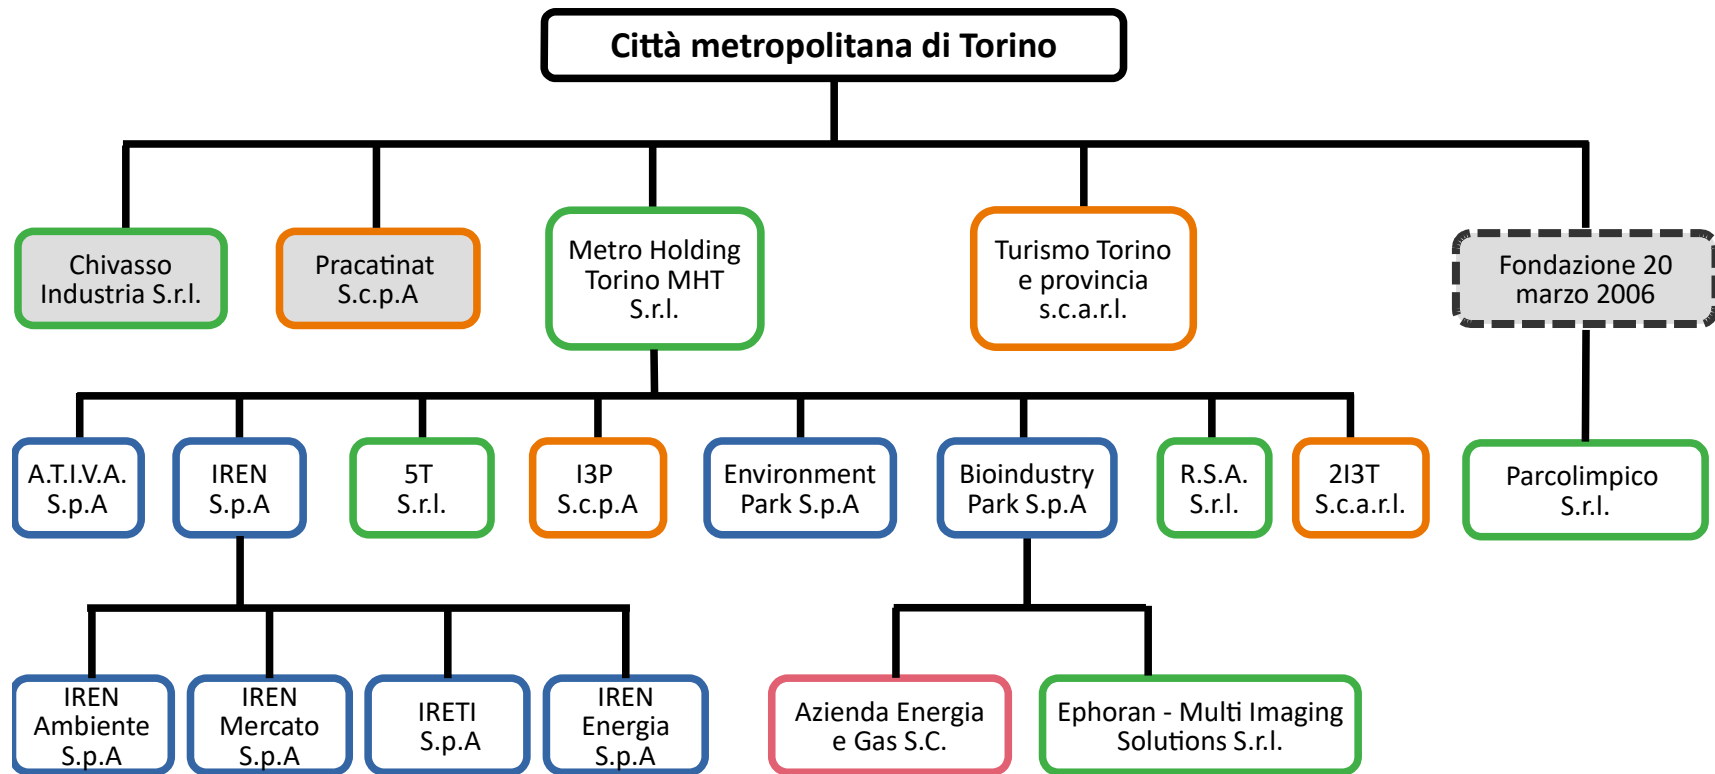 Città metropolitana di Torino
Chivasso
Industria S.r.l.
Pracatinat
S.c.p.A
Metro Holding
Torino MHT
S.r.l.
Turismo Torino
e provincia
s.c.a.r.l.
Fondazione 20
marzo 2006
A.T.I.V.A.
S.p.A
IREN
S.p.A
5T
S.r.l.
I3P
S.c.p.A
Environment
Park S.p.A
Bioindustry
Park S.p.A
R.S.A.
S.r.l.
2I3T
S.c.a.r.l.
Parcolimpico
S.r.l.
IREN
Ambiente
S.p.A
IREN
Mercato
S.p.A
IRETI
S.p.A
IREN
Energia
S.p.A
Azienda Energia
e Gas S.C.
Ephoran - Multi Imaging
Solutions S.r.l.